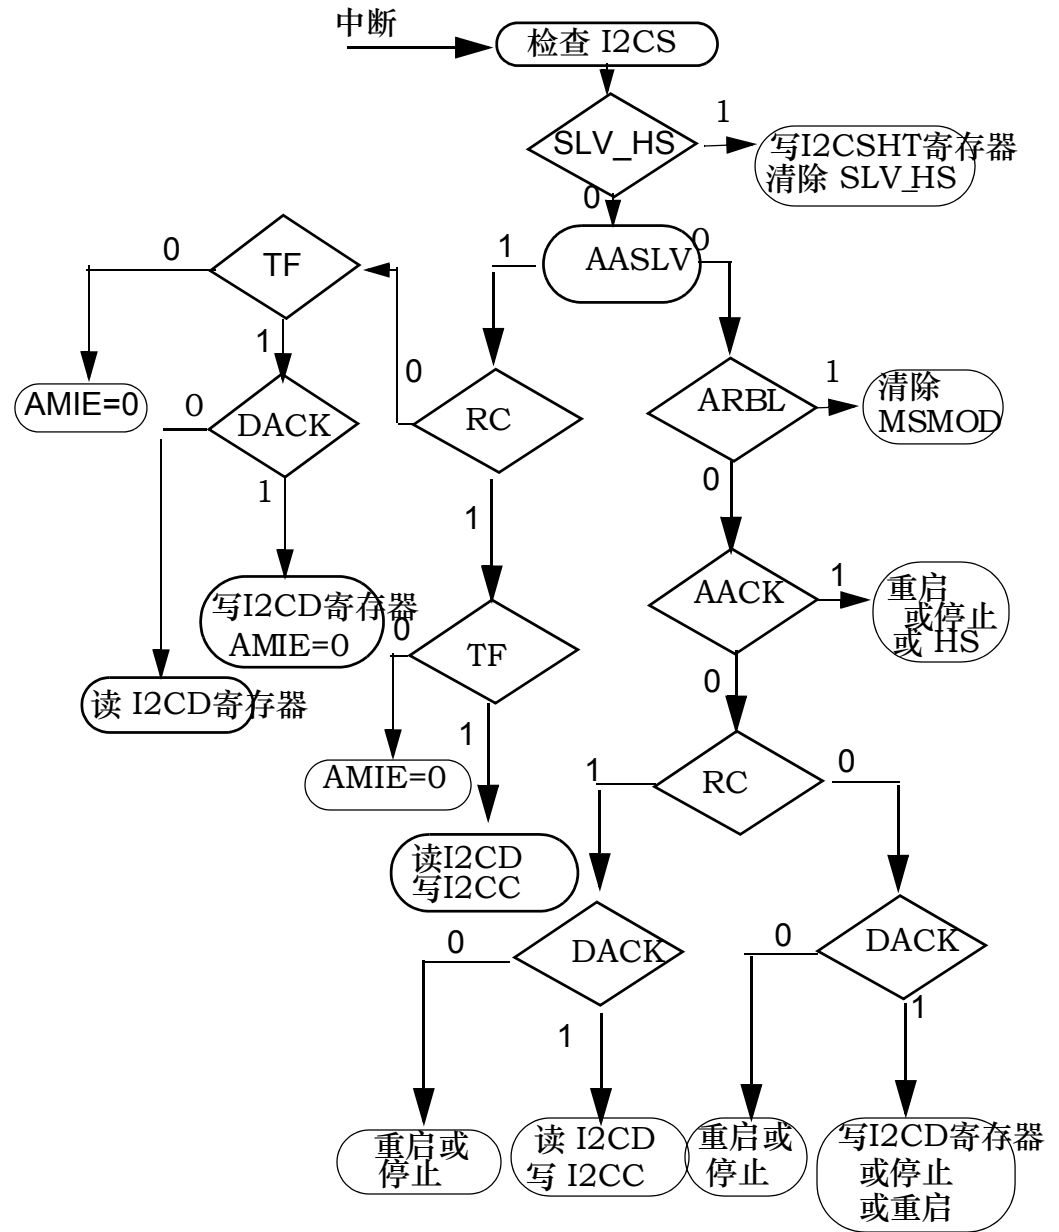 中断
检查 I2CS
SLV_HS
1
写I2CSHT寄存器
清除 SLV_HS
0
AASLV
1
0
TF
0
1
RC
0
1
ARBL
1
清除
MSMOD
0
AMIE=0
DACK
0
1
写I2CD寄存器
AMIE=0
读 I2CD寄存器
TF
0
1
AMIE=0
读I2CD
写I2CC
AACK
1
重启
或停止
或 HS
0
RC
1
0
DACK
0
1
重启或
停止
读 I2CD
写 I2CC
DACK
0
1
重启或
停止
写I2CD寄存器
或停止
或重启